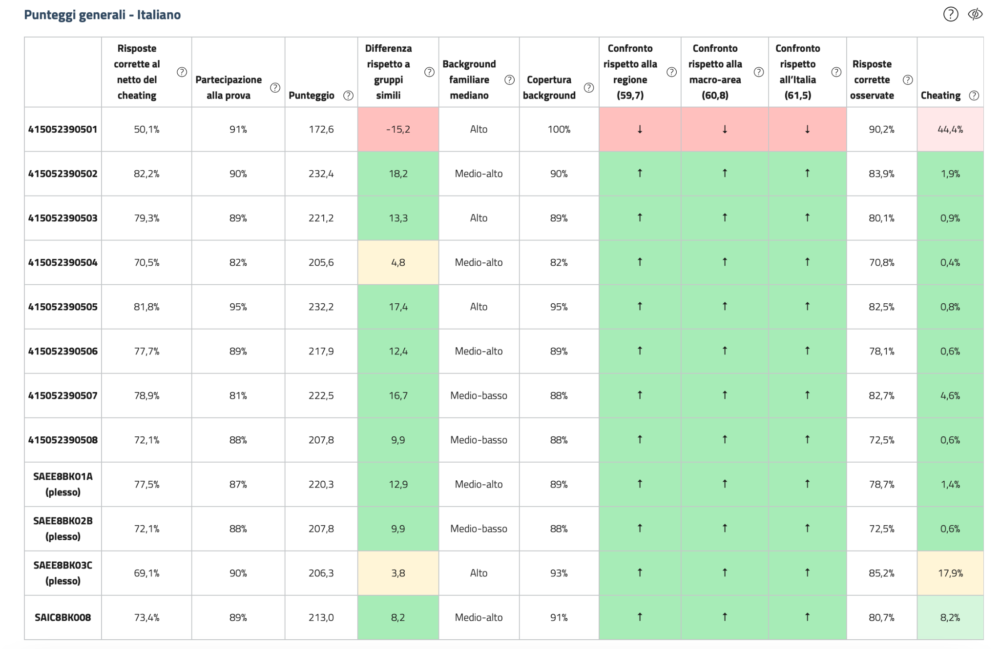 Punteggi generali - Italiano
Risposte corrette al netto del cheating ? Partecipazione alla prova ? Punteggio ? Differenza rispetto a gruppi simili ? Background familiare mediano ? Copertura background ? Confronto rispetto alla regione (59,7) ? Confronto rispetto alla macro-area (60,8) ? Confronto rispetto all'Italia (61,5) ? Risposte corrette osservate ? Cheating ?
415052390501 50,1% 91% 172,6 -15,2 Alto 100% ↓ ↓ ↓ 90,2% 44,4%
415052390502 82,2% 90% 232,4 18,2 Medio-alto 90% ↑ ↑ ↑ 83,9% 1,9%
415052390503 79,3% 89% 221,2 13,3 Alto 89% ↑ ↑ ↑ 80,1% 0,9%
415052390504 70,5% 82% 205,6 4,8 Medio-alto 82% ↑ ↑ ↑ 70,8% 0,4%
415052390505 81,8% 95% 232,2 17,4 Alto 95% ↑ ↑ ↑ 82,5% 0,8%
415052390506 77,7% 89% 217,9 12,4 Medio-alto 89% ↑ ↑ ↑ 78,1% 0,6%
415052390507 78,9% 81% 222,5 16,7 Medio-basso 88% ↑ ↑ ↑ 82,7% 4,6%
415052390508 72,1% 88% 207,8 9,9 Medio-basso 88% ↑ ↑ ↑ 72,5% 0,6%
SAEE8BK01A (plesso) 77,5% 87% 220,3 12,9 Medio-alto 89% ↑ ↑ ↑ 78,7% 1,4%
SAEE8BK02B (plesso) 72,1% 88% 207,8 9,9 Medio-basso 88% ↑ ↑ ↑ 72,5% 0,6%
SAEE8BK03C (plesso) 69,1% 90% 206,3 3,8 Alto 93% ↑ ↑ ↑ 85,2% 17,9%
SAIC8BK008 73,4% 89% 213,0 8,2 Medio-alto 91% ↑ ↑ ↑ 80,7% 8,2%